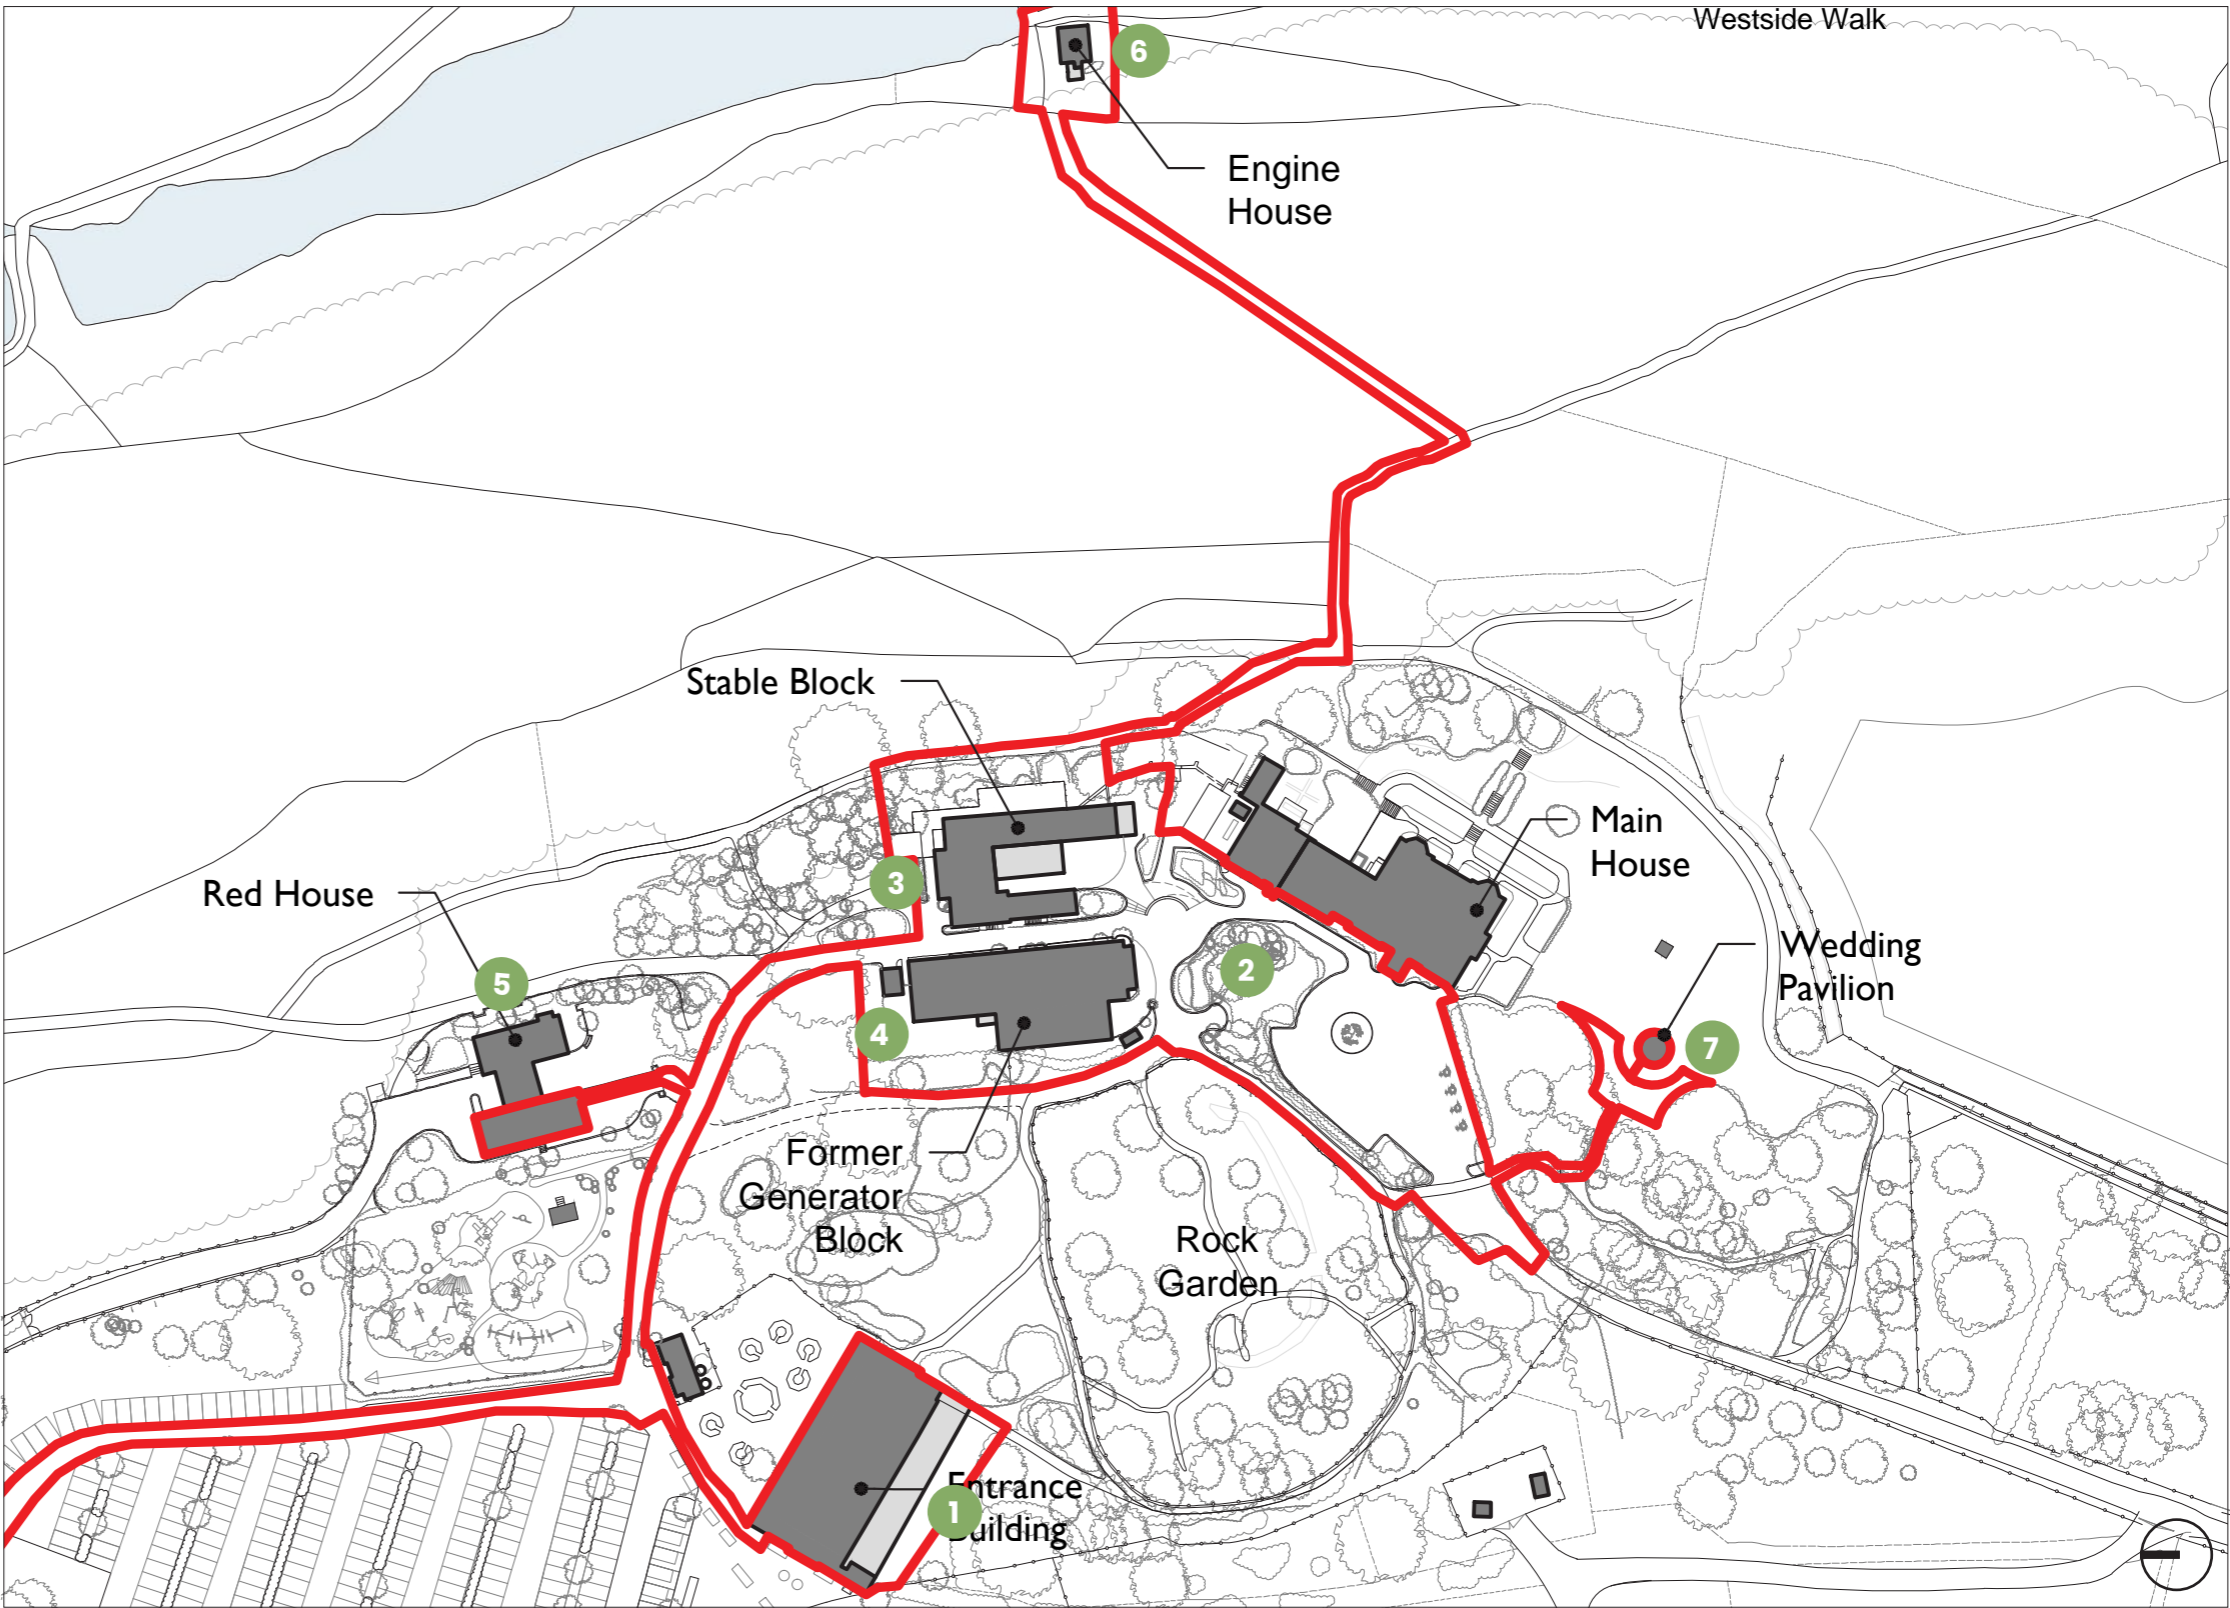 Westside Walk
6
Engine
House
Stable Block
Main
House
3
Red House
Wedding
Pavilion
2
5
4
7
Former
Generator
Block
Rock
Garden
Entrance
1
Building